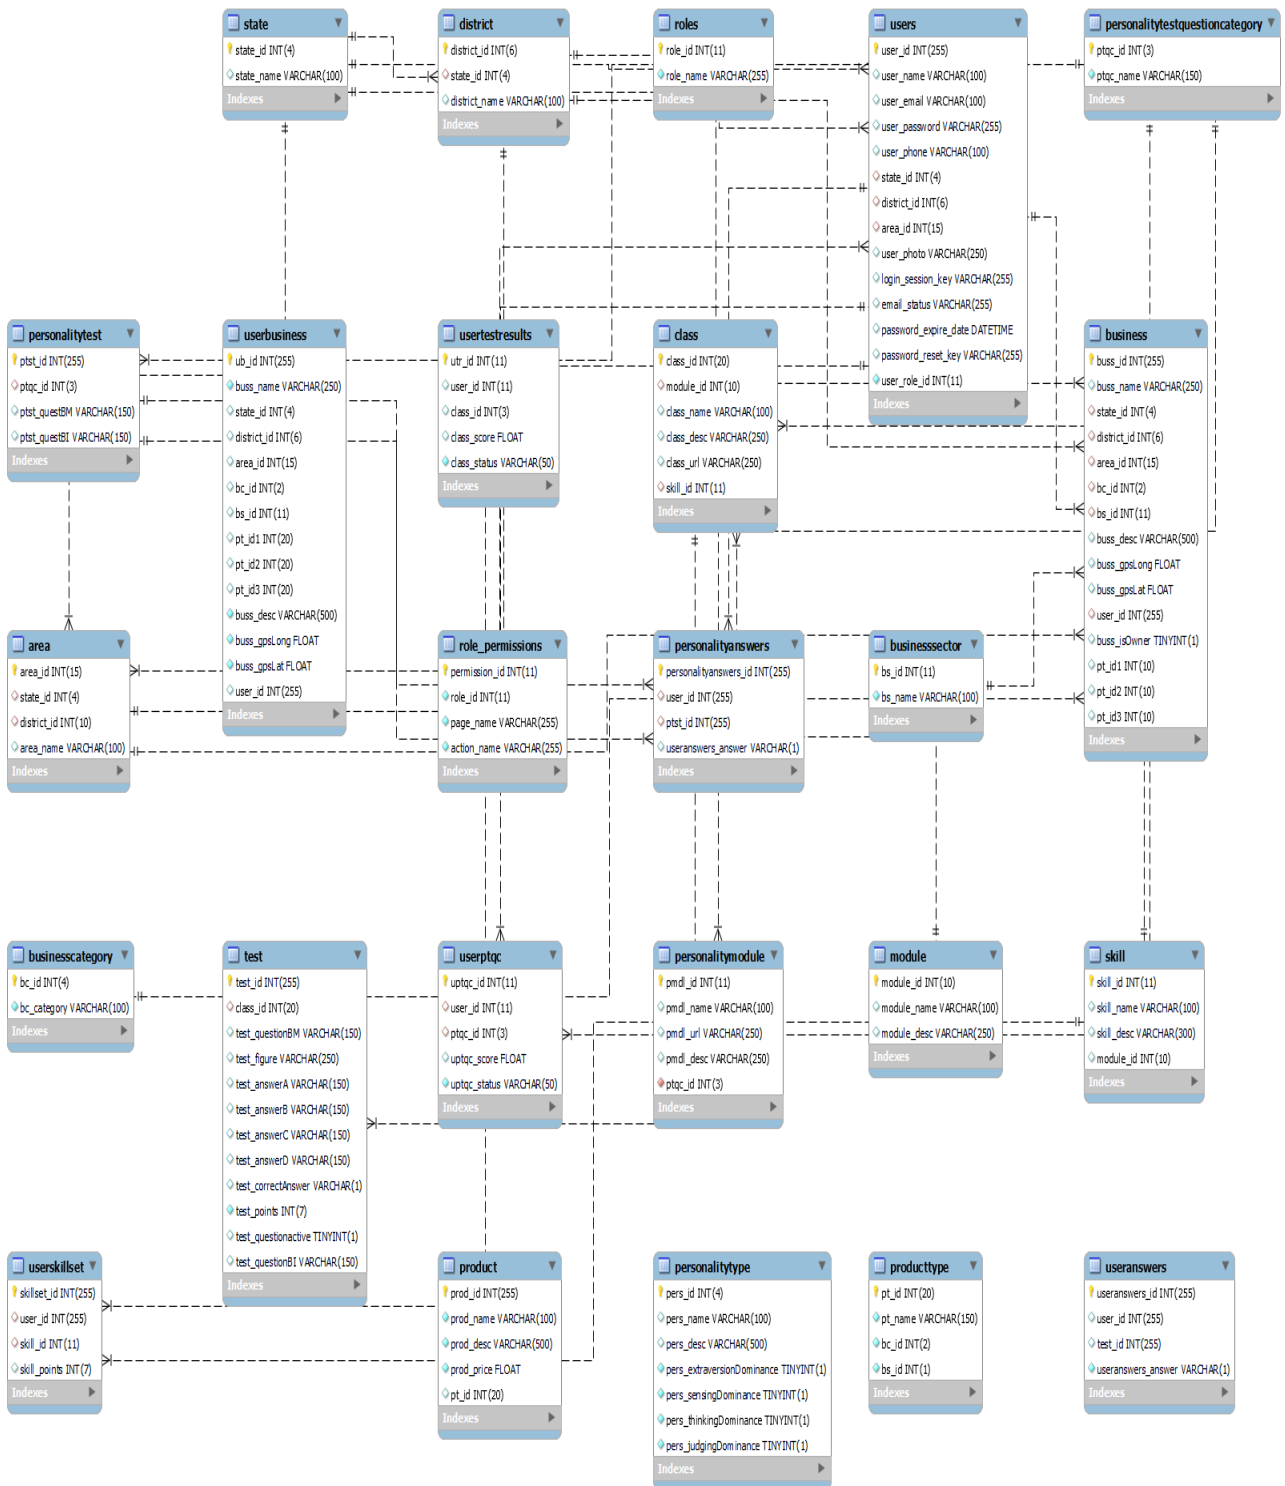 state
state_id INT(4)
state_name VARCHAR(100)
Indexes
district
district_id INT(6)
state_id INT(4)
district_name VARCHAR(100)
Indexes
roles
role_id INT(11)
role_name VARCHAR(255)
Indexes
users
user_id INT(255)
user_name VARCHAR(100)
user_email VARCHAR(100)
user_password VARCHAR(255)
user_phone VARCHAR(100)
state_id INT(4)
district_id INT(6)
area_id INT(15)
user_photo VARCHAR(250)
login_session_key VARCHAR(255)
email_status VARCHAR(255)
password_expire_date DATETIME
password_reset_key VARCHAR(255)
user_role_id INT(11)
Indexes
personalitytestquestioncategory
ptqc_id INT(3)
ptqc_name VARCHAR(150)
Indexes
personalitytest
ptst_id INT(255)
ptqc_id INT(3)
ptst_questBM VARCHAR(150)
ptst_questBI VARCHAR(150)
Indexes
userbusiness
ub_id INT(255)
buss_name VARCHAR(250)
state_id INT(4)
district_id INT(6)
area_id INT(15)
bc_id INT(2)
bs_id INT(11)
pt_id1 INT(20)
pt_id2 INT(20)
pt_id3 INT(20)
buss_desc VARCHAR(500)
buss_gpsLong FLOAT
buss_gpsLat FLOAT
user_id INT(255)
Indexes
usertestresults
utr_id INT(11)
user_id INT(11)
class_id INT(3)
class_score FLOAT
class_status VARCHAR(50)
Indexes
class
class_id INT(20)
module_id INT(10)
class_name VARCHAR(100)
class_desc VARCHAR(250)
class_url VARCHAR(250)
skill_id INT(11)
Indexes
business
buss_id INT(255)
buss_name VARCHAR(250)
state_id INT(4)
district_id INT(6)
area_id INT(15)
bc_id INT(2)
bs_id INT(11)
buss_desc VARCHAR(500)
buss_gpsLong FLOAT
buss_gpsLat FLOAT
user_id INT(255)
buss_isOwner TINYINT(1)
pt_id1 INT(10)
pt_id2 INT(10)
pt_id3 INT(10)
Indexes
area
area_id INT(15)
state_id INT(4)
district_id INT(10)
area_name VARCHAR(100)
Indexes
role_permissions
permission_id INT(11)
role_id INT(11)
page_name VARCHAR(255)
action_name VARCHAR(255)
Indexes
personalityanswers
personalityanswers_id INT(255)
user_id INT(255)
ptst_id INT(255)
useranswers_answer VARCHAR(1)
Indexes
businesssector
bs_id INT(11)
bs_name VARCHAR(100)
Indexes
businesscategory
bc_id INT(4)
bc_category VARCHAR(100)
Indexes
test
test_id INT(255)
class_id INT(20)
test_questionBM VARCHAR(150)
test_figure VARCHAR(250)
test_answerA VARCHAR(150)
test_answerB VARCHAR(150)
test_answerC VARCHAR(150)
test_answerD VARCHAR(150)
test_correctAnswer VARCHAR(1)
test_points INT(7)
test_questionactive TINYINT(1)
test_questionBI VARCHAR(150)
Indexes
userptqc
uptqc_id INT(11)
user_id INT(11)
ptqc_id INT(3)
uptqc_score FLOAT
uptqc_status VARCHAR(50)
Indexes
personalitymodule
pmdl_id INT(11)
pmdl_name VARCHAR(100)
pmdl_url VARCHAR(250)
pmdl_desc VARCHAR(250)
ptqc_id INT(3)
Indexes
module
module_id INT(10)
module_name VARCHAR(100)
module_desc VARCHAR(250)
Indexes
skill
skill_id INT(11)
skill_name VARCHAR(100)
skill_desc VARCHAR(300)
module_id INT(10)
Indexes
userskillset
skillset_id INT(255)
user_id INT(255)
skill_id INT(11)
skill_points INT(7)
Indexes
product
prod_id INT(255)
prod_name VARCHAR(100)
prod_desc VARCHAR(500)
prod_price FLOAT
pt_id INT(20)
Indexes
personalitytype
pers_id INT(4)
pers_name VARCHAR(100)
pers_desc VARCHAR(500)
pers_extraversionDominance TINYINT(1)
pers_sensingDominance TINYINT(1)
pers_thinkingDominance TINYINT(1)
pers_judgingDominance TINYINT(1)
Indexes
producttype
pt_id INT(20)
pt_name VARCHAR(150)
bc_id INT(2)
bs_id INT(1)
Indexes
useranswers
useranswers_id INT(255)
user_id INT(255)
test_id INT(255)
useranswers_answer VARCHAR(1)
Indexes